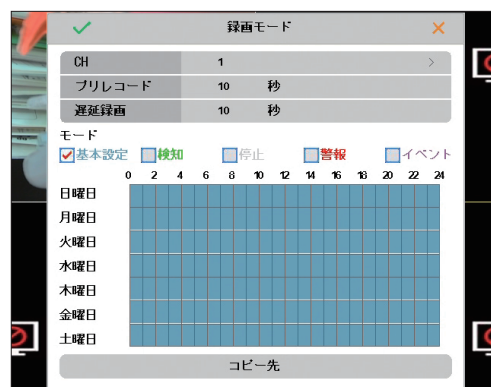 録画モード
CH 1 >
プリレコード 10 秒
遅延録画 10 秒
モード
基本設定 検知 停止 警報 イベント
0 2 4 6 8 10 12 14 16 18 20 22 24
日曜日
月曜日
火曜日
水曜日
木曜日
金曜日
土曜日
コピー先